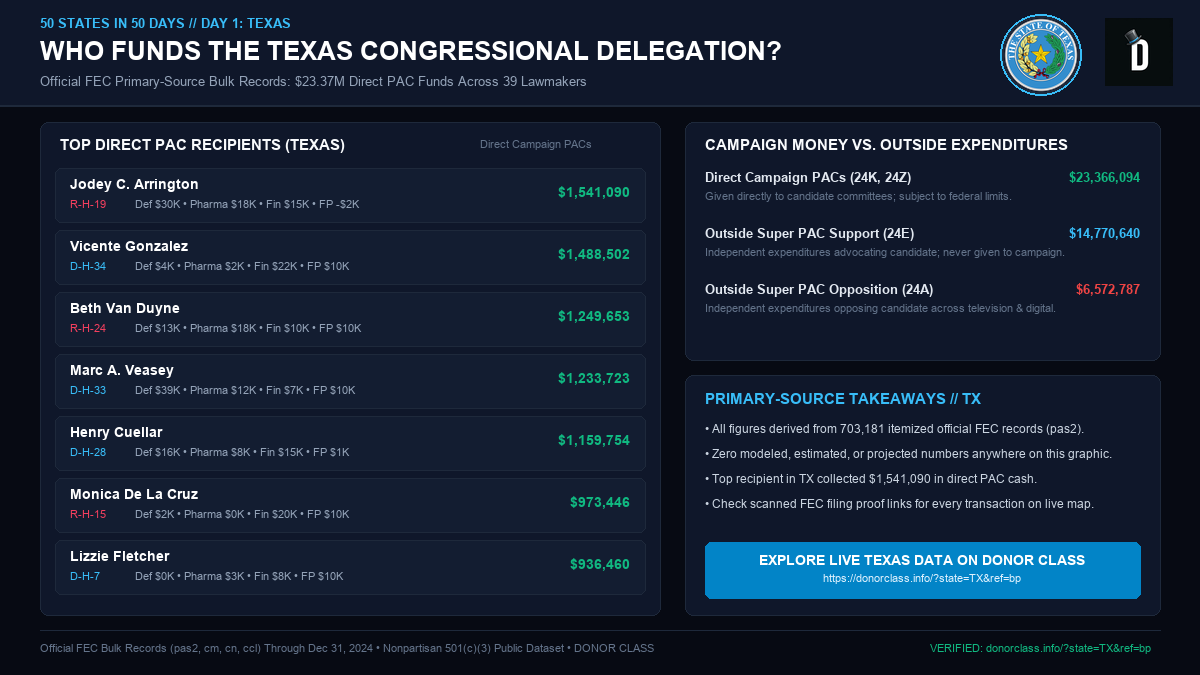 50 STATES IN 50 DAYS // DAY 1: TEXAS
WHO FUNDS THE TEXAS CONGRESSIONAL DELEGATION?
Official FEC Primary-Source Bulk Records: $23.37M Direct PAC Funds Across 39 Lawmakers
THE STATE OF TEXAS
D
TOP DIRECT PAC RECIPIENTS (TEXAS)
Direct Campaign PACs
Jodey C. Arrington
$1,541,090
R-H-19 Def $30K • Pharma $18K • Fin $15K • FP -$2K
Vicente Gonzalez
$1,488,502
D-H-34 Def $4K • Pharma $2K • Fin $22K • FP $10K
Beth Van Duyne
$1,249,653
R-H-24 Def $13K • Pharma $18K • Fin $10K • FP $10K
Marc A. Veasey
$1,233,723
D-H-33 Def $39K • Pharma $12K • Fin $7K • FP $10K
Henry Cuellar
$1,159,754
D-H-28 Def $16K • Pharma $8K • Fin $15K • FP $1K
Monica De La Cruz
$973,446
R-H-15 Def $2K • Pharma $0K • Fin $20K • FP $10K
Lizzie Fletcher
$936,460
D-H-7 Def $0K • Pharma $3K • Fin $8K • FP $10K
CAMPAIGN MONEY VS. OUTSIDE EXPENDITURES
Direct Campaign PACs (24K, 24Z) $23,366,094
Given directly to candidate committees; subject to federal limits.
Outside Super PAC Support (24E) $14,770,640
Independent expenditures advocating candidate; never given to campaign.
Outside Super PAC Opposition (24A) $6,572,787
Independent expenditures opposing candidate across television & digital.
PRIMARY-SOURCE TAKEAWAYS // TX
• All figures derived from 703,181 itemized official FEC records (pas2).
• Zero modeled, estimated, or projected numbers anywhere on this graphic.
• Top recipient in TX collected $1,541,090 in direct PAC cash.
• Check scanned FEC filing proof links for every transaction on live map.
EXPLORE LIVE TEXAS DATA ON DONOR CLASS
https://donorclass.info/?state=TX&ref=bp
Official FEC Bulk Records (pas2, cm, cn, ccl) Through Dec 31, 2024 • Nonpartisan 501(c)(3) Public Dataset • DONOR CLASS
VERIFIED: donorclass.info/?state=TX&ref=bp